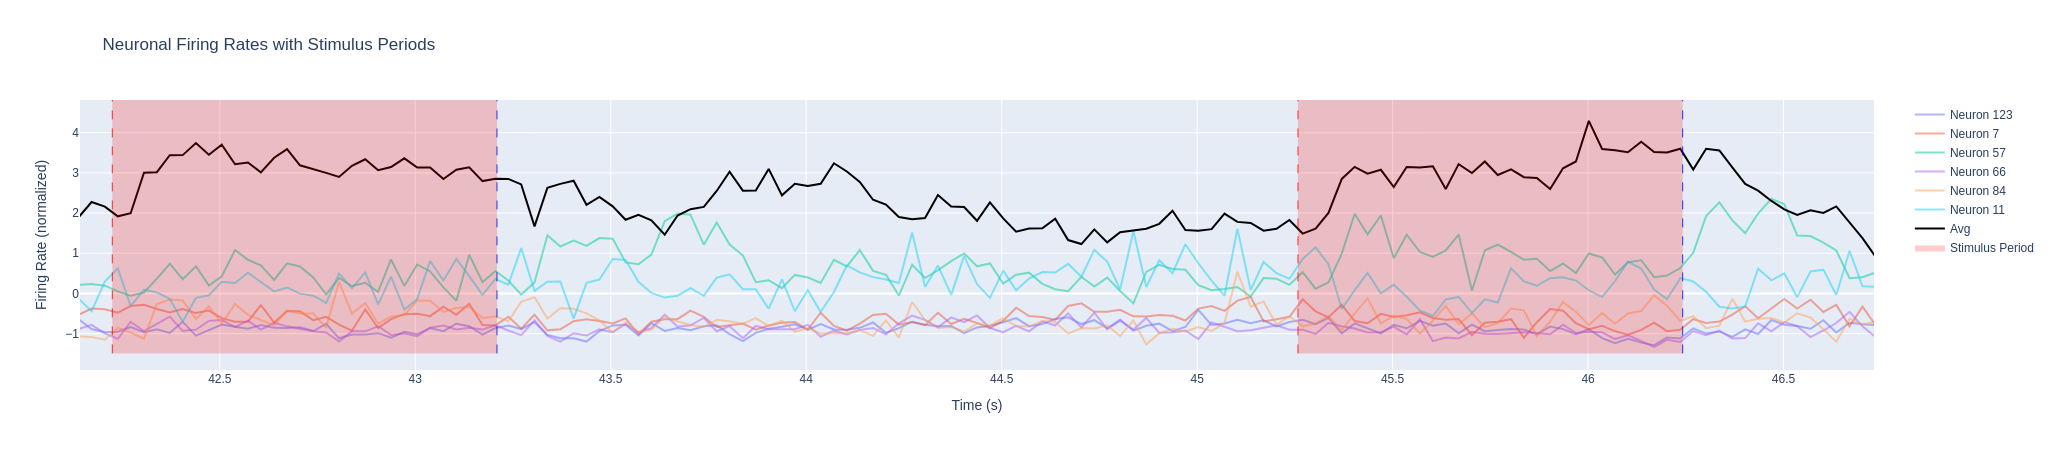 Neuronal Firing Rates with Stimulus Periods
Firing Rate (normalized)
4
3
2
1
0
−1
42.5
43
43.5
44
44.5
45
45.5
46
46.5
Time (s)
Neuron 123
Neuron 7
Neuron 57
Neuron 66
Neuron 84
Neuron 11
Avg
Stimulus Period